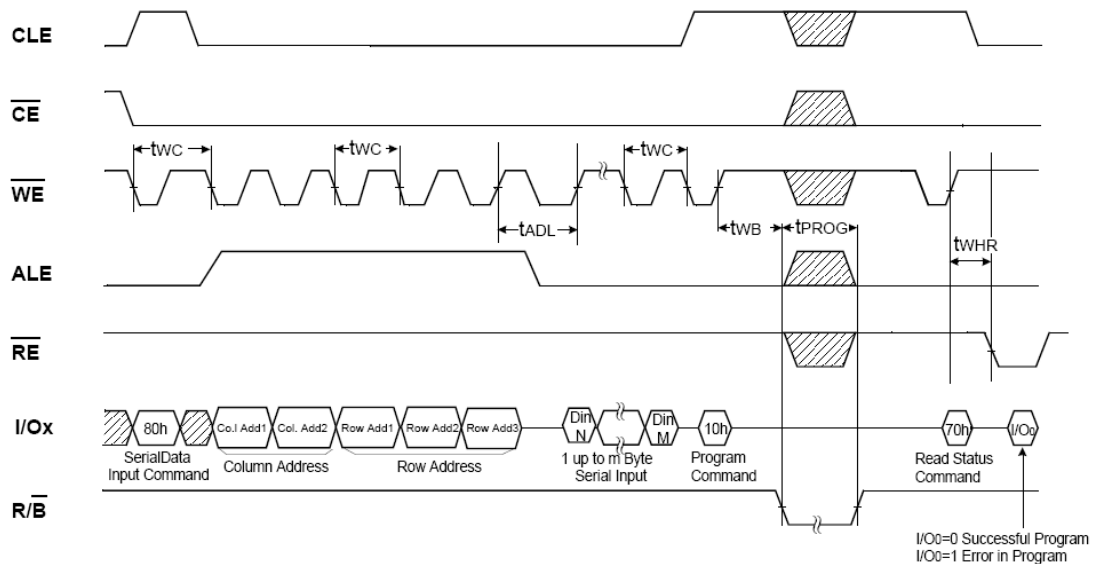 CLE
CE
tWC
tWC
tWC
WE
tADL
tWB
tPROG
tWHR
ALE
RE
I/Ox
80h
Co.l Add1
Col. Add2
Row Add1
Row Add2
Row Add3
Din
N
Din
M
10h
70h
I/O0
SerialData
Input Command
Column Address
Row Address
1 up to m Byte
Serial Input
Program
Command
Read Status
Command
R/B
I/O0=0 Successful Program
I/O0=1 Error in Program